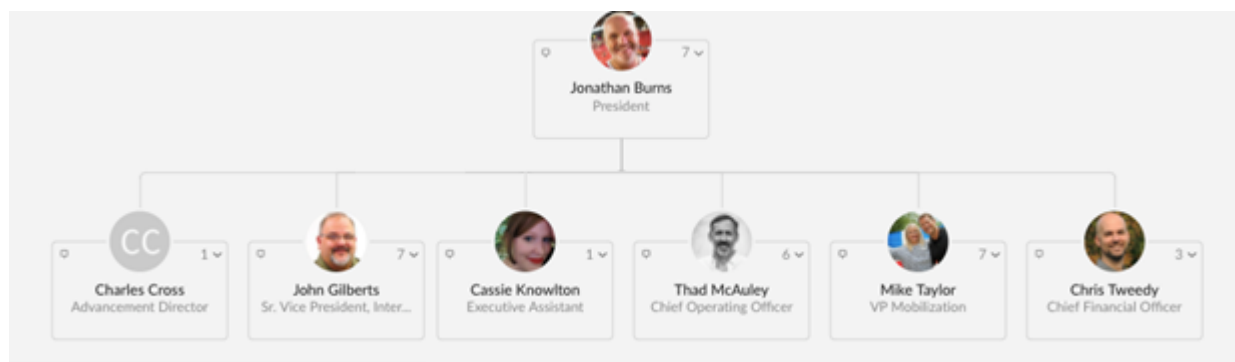 7
Jonathan Burns
President
CC
1
Charles Cross
Advancement Director
7
John Gilberts
Sr. Vice President, Inter...
1
Cassie Knowlton
Executive Assistant
6
Thad McAuley
Chief Operating Officer
7
Mike Taylor
VP Mobilization
3
Chris Tweedy
Chief Financial Officer